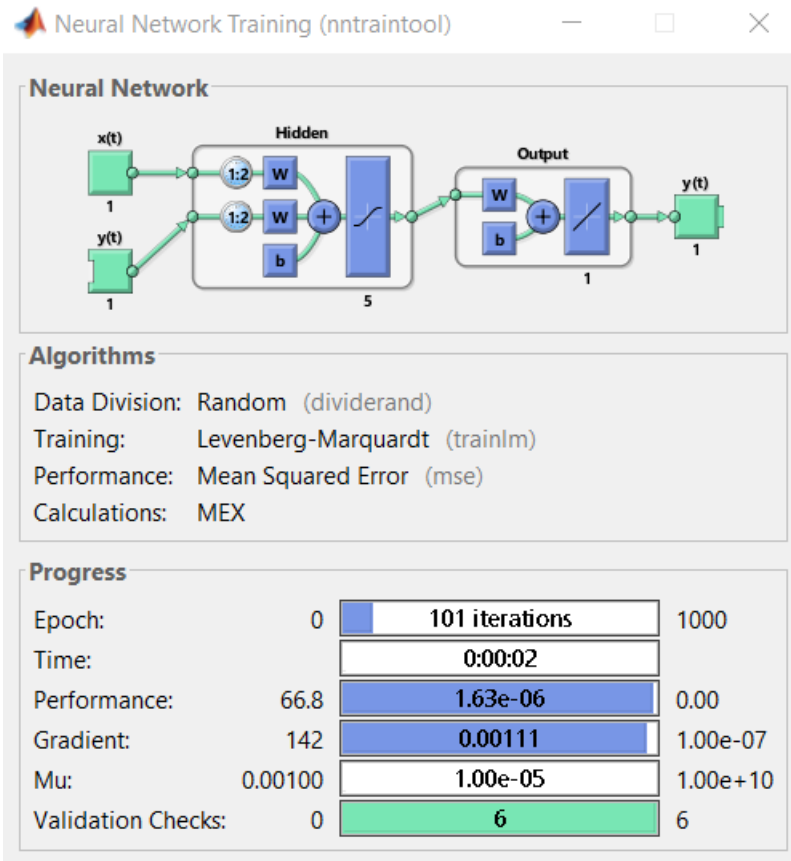 Neural Network Training (nntraintool)
Neural Network
x(t)
1
y(t)
1
Hidden
1:2 W
1:2 W
+
b
5
Output
W
+
b
1
y(t)
1
Algorithms
Data Division: Random (dividerand)
Training: Levenberg-Marquardt (trainlm)
Performance: Mean Squared Error (mse)
Calculations: MEX
Progress
Epoch: 0 101 iterations 1000
Time: 0:00:02
Performance: 66.8 1.63e-06 0.00
Gradient: 142 0.00111 1.00e-07
Mu: 0.00100 1.00e-05 1.00e+10
Validation Checks: 0 6 6